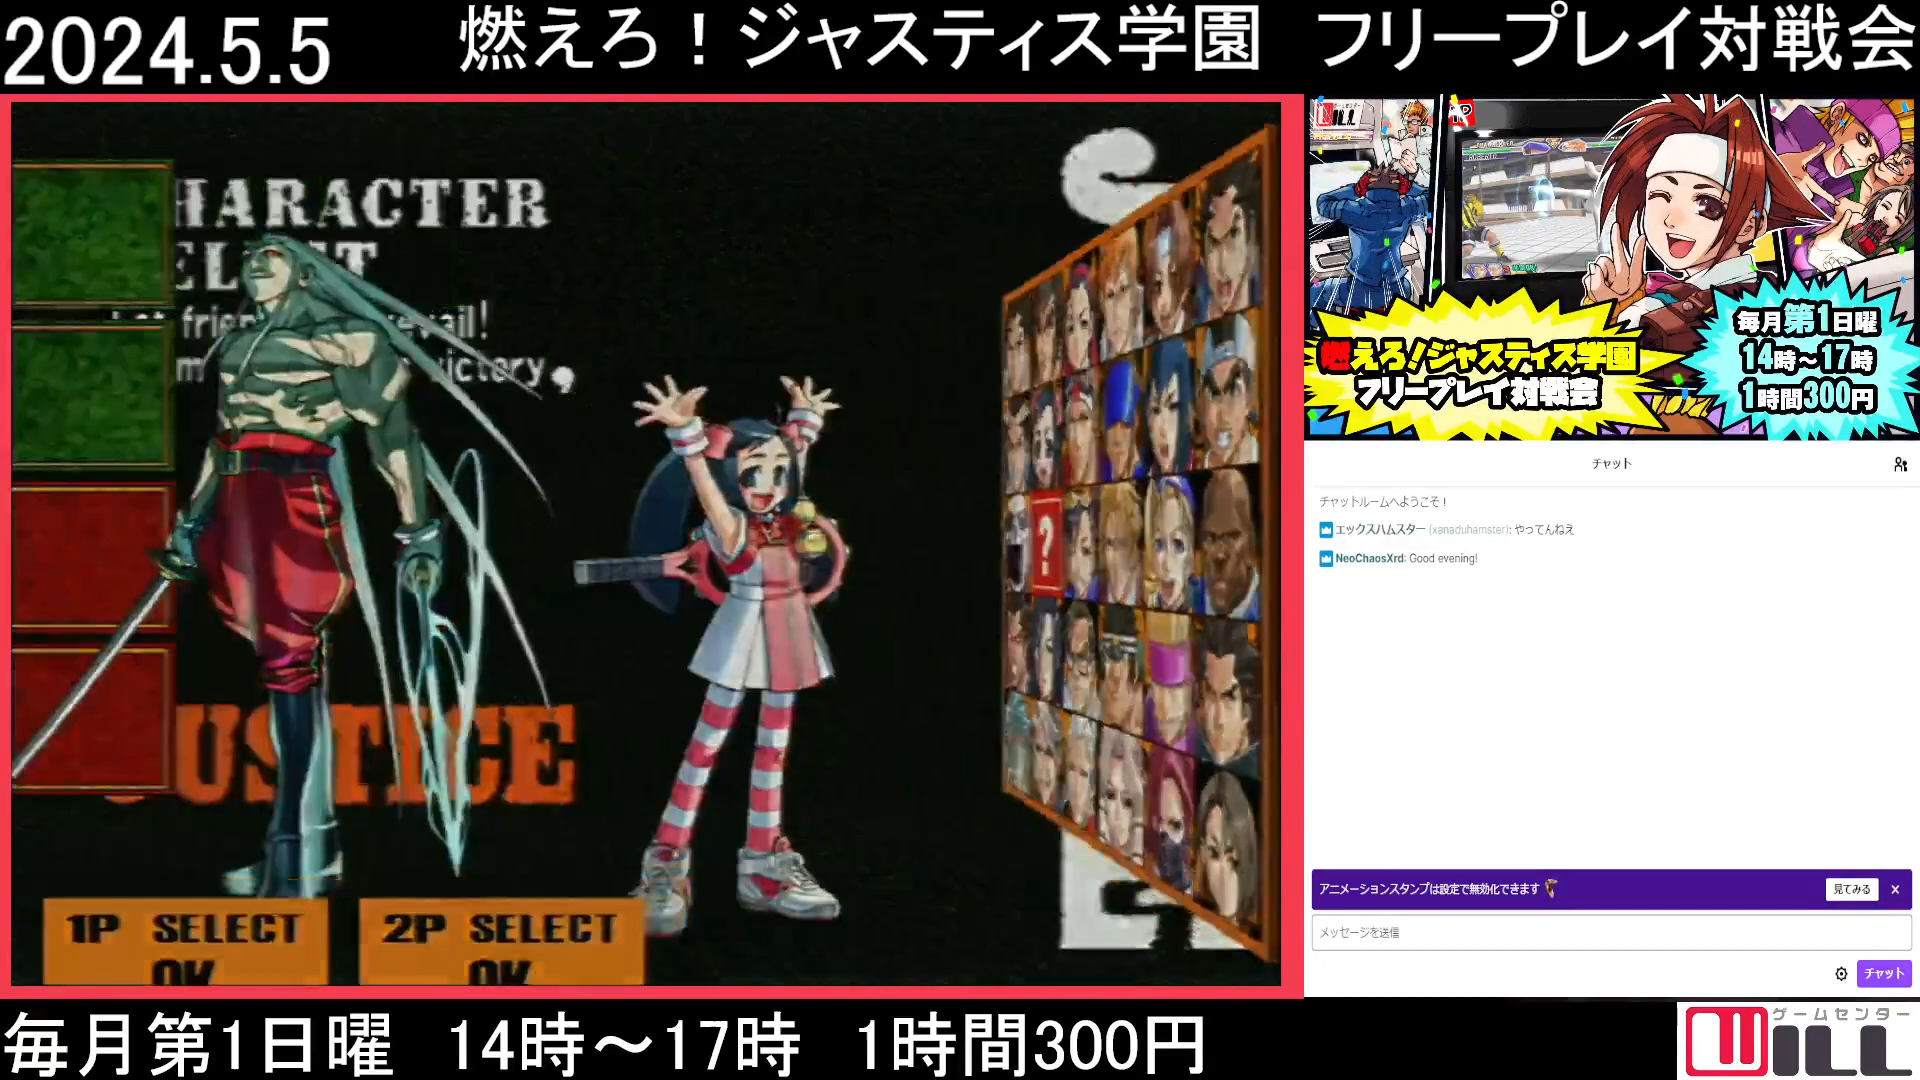 2024.5.5 燃えろ！ジャスティス学園 フリープレイ対戦会
HARACTER
1P SELECT OK
2P SELECT OK
USTICE
?
毎月第1日曜
14時～17時
1時間300円
燃えろ!ジャスティス学園
フリープレイ対戦会
チャット
チャットルームへようこそ！
エックスハムスター (xanaduhamster): やってんねえ
NeoChaosXrd: Good evening!
アニメーションスタンプは設定で無効化できます
見てみる
メッセージを送信
チャット
毎月第1日曜 14時～17時 1時間300円
ゲームセンター
WILL